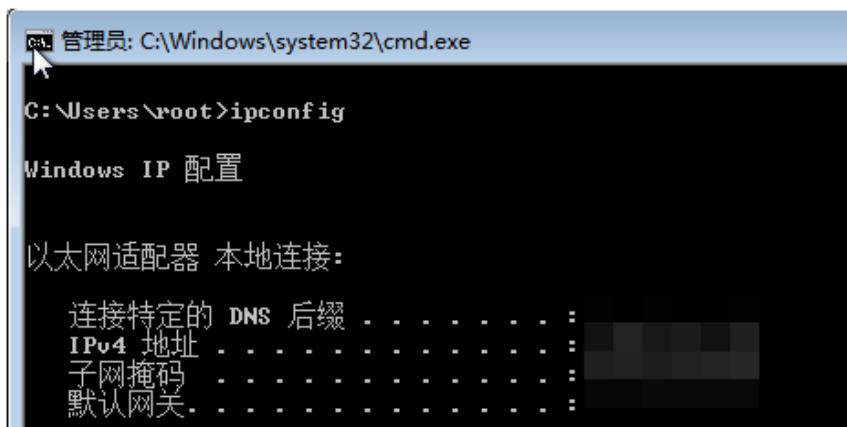 管理员: C:\Windows\system32\cmd.exe
C:\Users\root>ipconfig
Windows IP 配置
以太网适配器 本地连接:
连接特定的 DNS 后缀 . . . . . . . :
IPv4 地址 . . . . . . . . . . . . :
子网掩码 . . . . . . . . . . . . :
默认网关. . . . . . . . . . . . . :